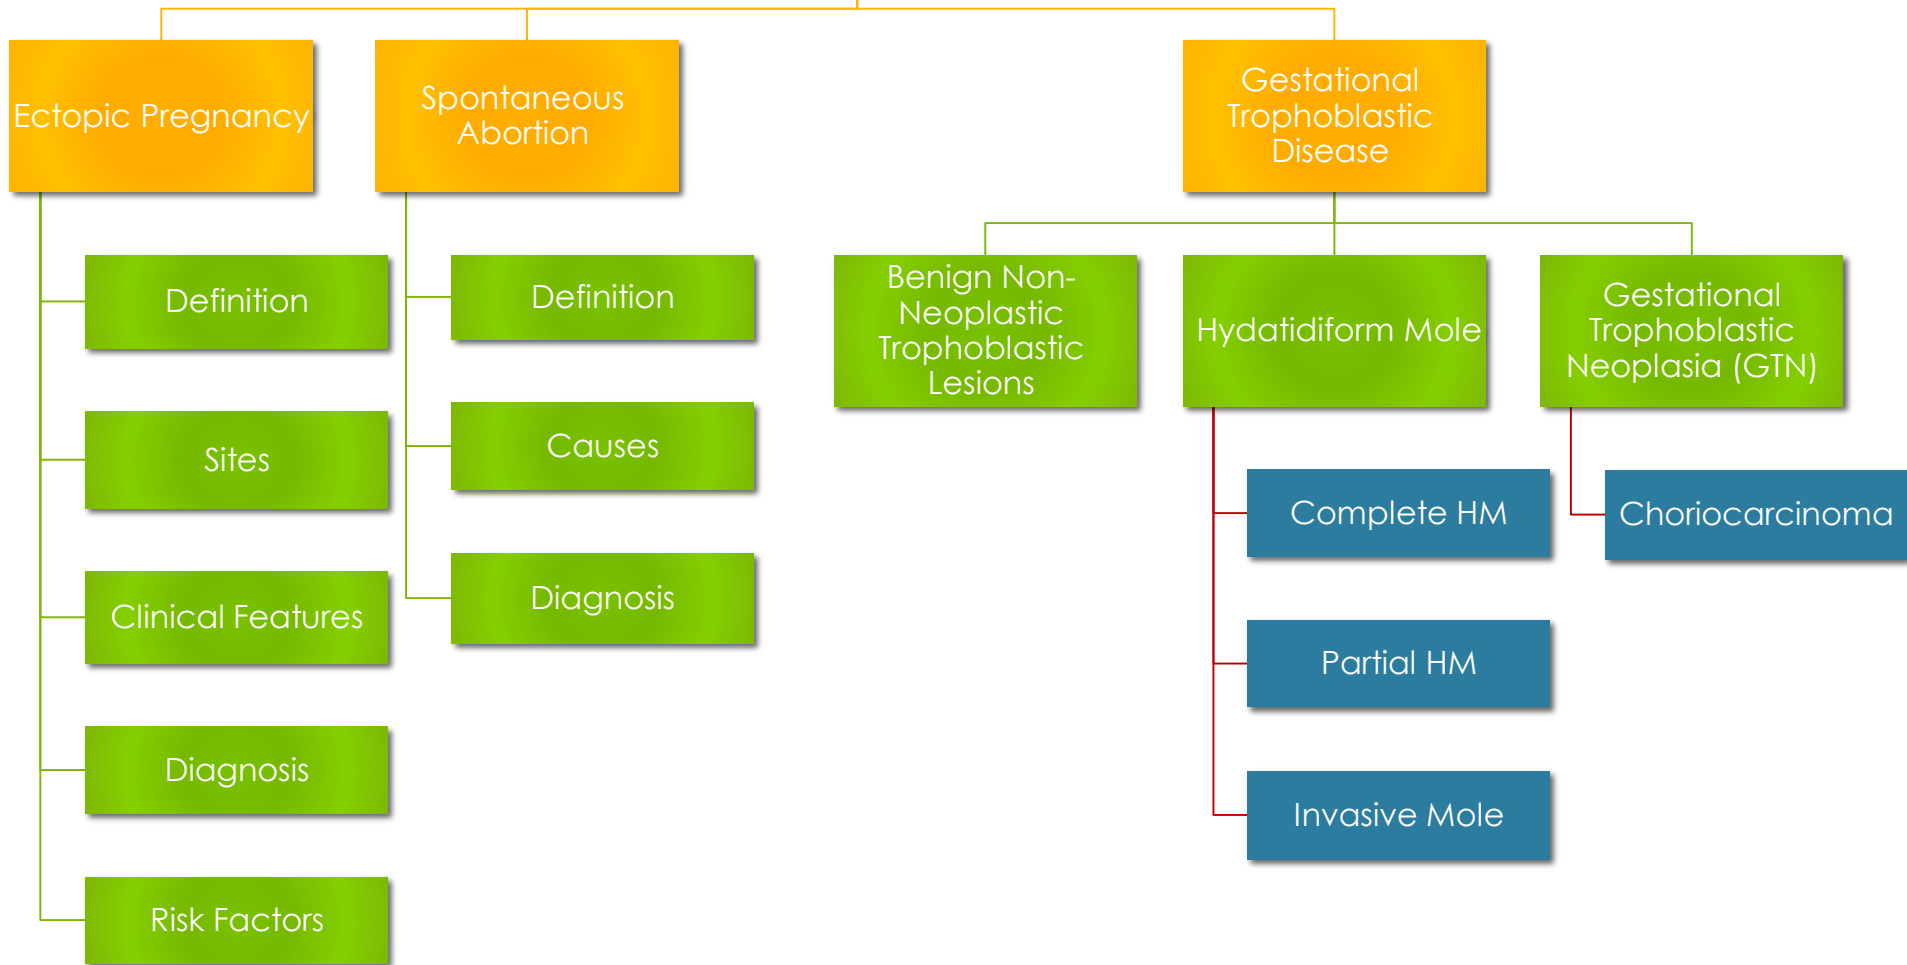 Ectopic Pregnancy
Definition
Sites
Clinical Features
Diagnosis
Risk Factors
Spontaneous
Abortion
Definition
Causes
Diagnosis
Gestational
Trophoblastic
Disease
Benign Non-
Neoplastic
Trophoblastic
Lesions
Hydatidiform Mole
Complete HM
Partial HM
Invasive Mole
Gestational
Trophoblastic
Neoplasia (GTN)
Choriocarcinoma